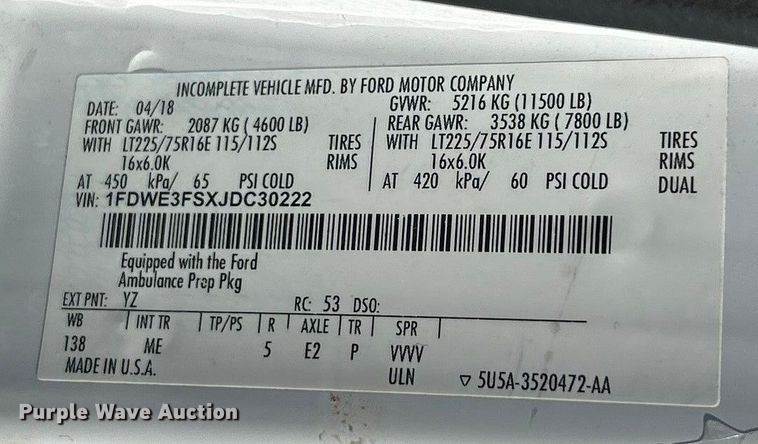 INCOMPLETE VEHICLE MFD. BY FORD MOTOR COMPANY
DATE: 04/18 GVWR: 5216 KG (11500 LB)
FRONT GAWR: 2087 KG ( 4600 LB) REAR GAWR: 3538 KG ( 7800 LB)
WITH LT225/75R16E 115/112S TIRES WITH LT225/75R16E 115/112S TIRES
16x6.0K RIMS 16x6.0K RIMS
AT 450 kPa/ 65 PSI COLD AT 420 kPa/ 60 PSI COLD DUAL
VIN: 1FDWE3FSXJDC30222
Equipped with the Ford
Ambulance Prep Pkg
EXT PNT: YZ RC: 53 DSO:
WB INT TR TP/PS R AXLE TR SPR
138 ME 5 E2 P VVVV
MADE IN U.S.A. ULN ▽ 5U5A-3520472-AA
Purple Wave Auction